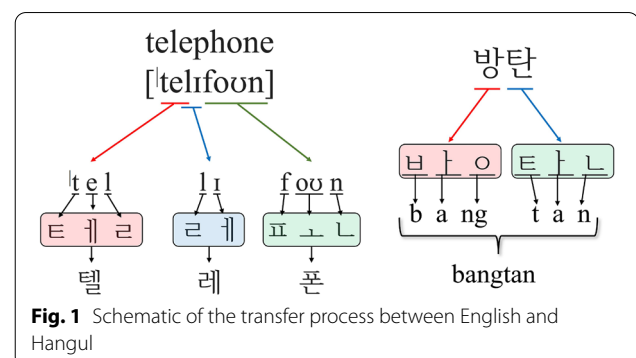 telephone
[ˈtelɪfoʊn]
ˈt e l
l ɪ
f oʊ n
ㅌ ㅔ ㄹ
ㄹ ㅔ
ㅍ ㅗ ㄴ
텔
레
폰
방탄
ㅂ ㅏ ㅇ
ㅌ ㅏ ㄴ
b a ng
t a n
bangtan
Fig. 1 Schematic of the transfer process between English and
Hangul